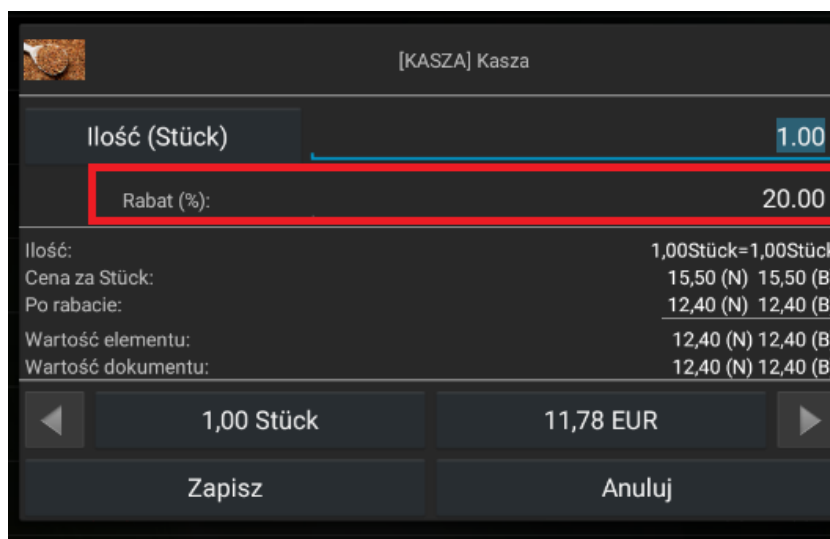 [KASZA] Kasza
Ilość (Stück) 1.00
Rabat (%): 20.00
Ilość: 1,00Stück=1,00Stück
Cena za Stück: 15,50 (N) 15,50 (B
Po rabacie: 12,40 (N) 12,40 (B
Wartość elementu: 12,40 (N) 12,40 (B
Wartość dokumentu: 12,40 (N) 12,40 (B
1,00 Stück 11,78 EUR
Zapisz Anuluj